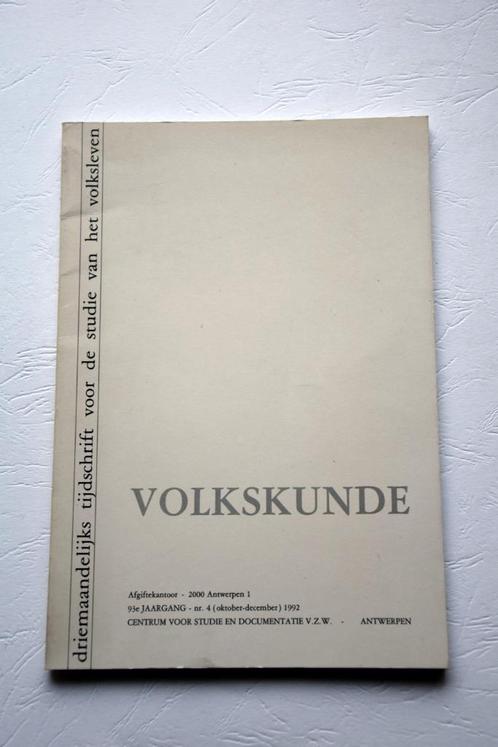 driemaandelijks tijdschrift voor de studie van het volksleven
VOLKSKUNDE
Afgiftekantoor - 2000 Antwerpen 1
93e JAARGANG - nr. 4 (oktober-december) 1992
CENTRUM VOOR STUDIE EN DOCUMENTATIE V.Z.W. - ANTWERPEN